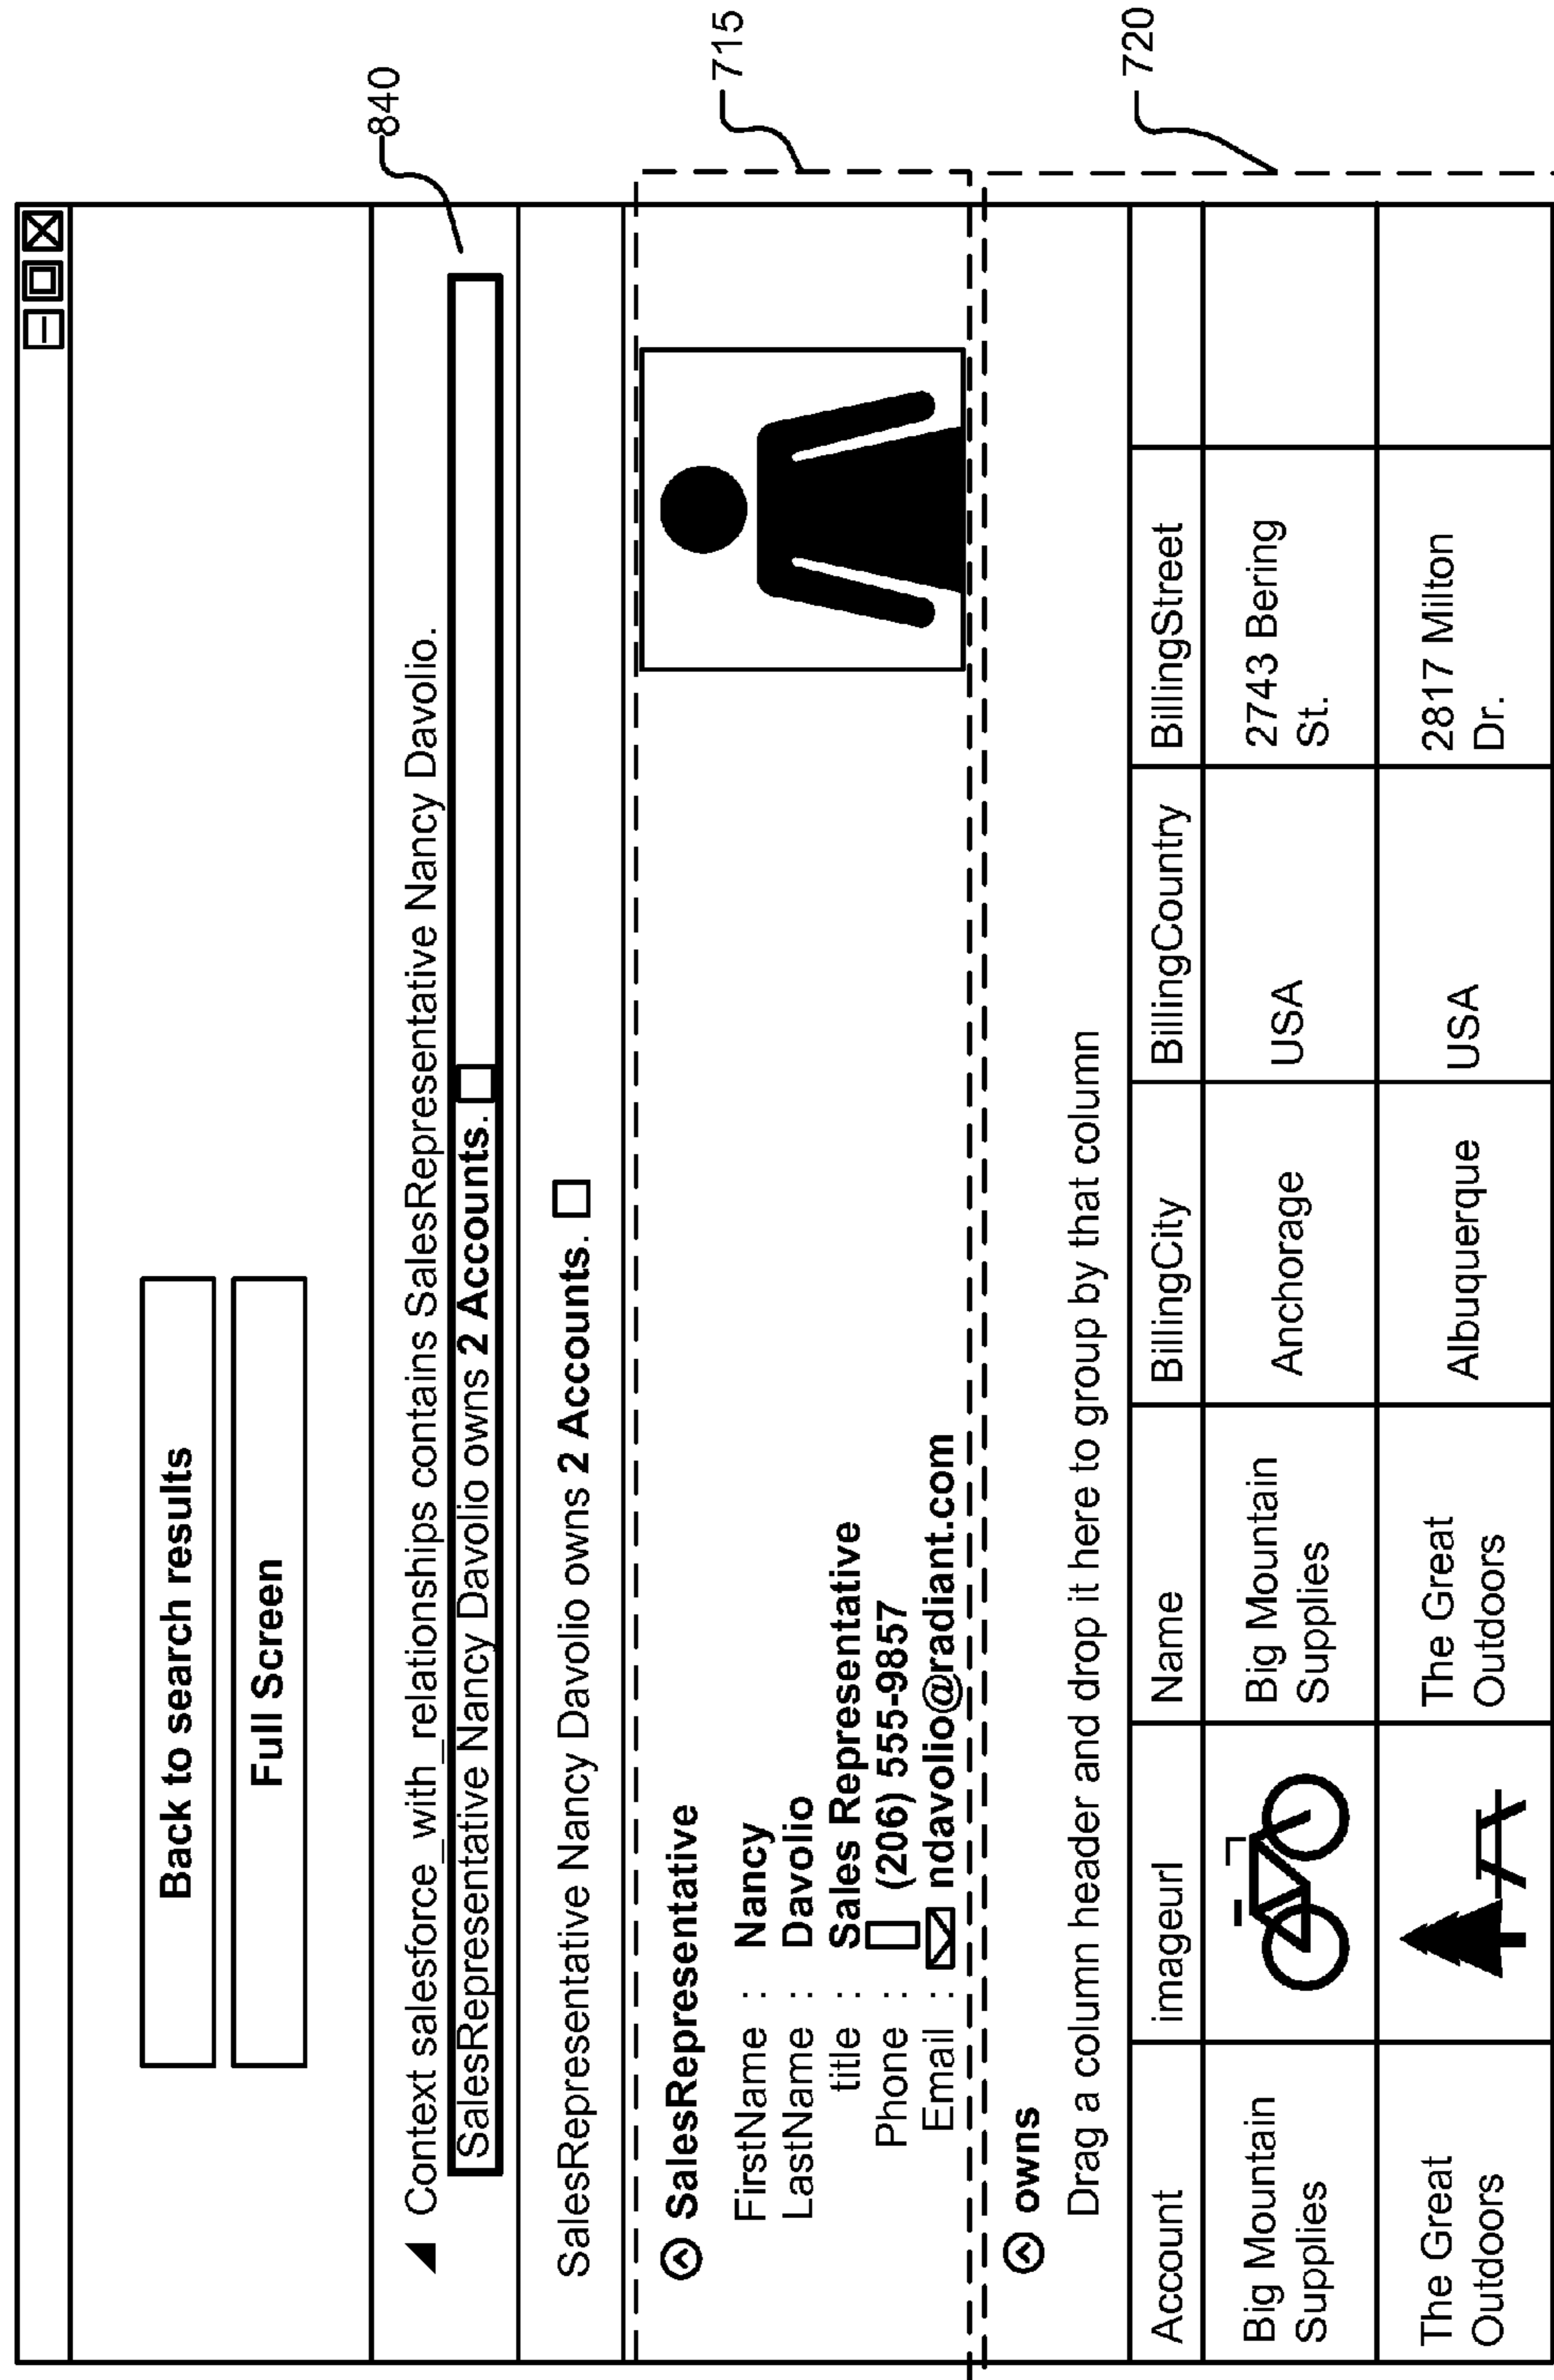 Back to search results
Full Screen
Context salesforce_with_relationships contains SalesRepresentative Nancy Davolio.
840
SalesRepresentative Nancy Davolio owns 2 Accounts.
SalesRepresentative Nancy Davolio owns 2 Accounts.
715
SalesRepresentative
FirstName : Nancy
LastName : Davolio
title : Sales Representative
Phone : (206) 555-9857
Email : ndavolio@radiant.com
720
owns
Drag a column header and drop it here to group by that column
Account imageurl Name BillingCity BillingCountry BillingStreet
Big Mountain Big Mountain Anchorage USA 2743 Bering
Supplies Supplies St.
The Great The Great Albuquerque USA 2817 Milton
Outdoors Outdoors Dr.